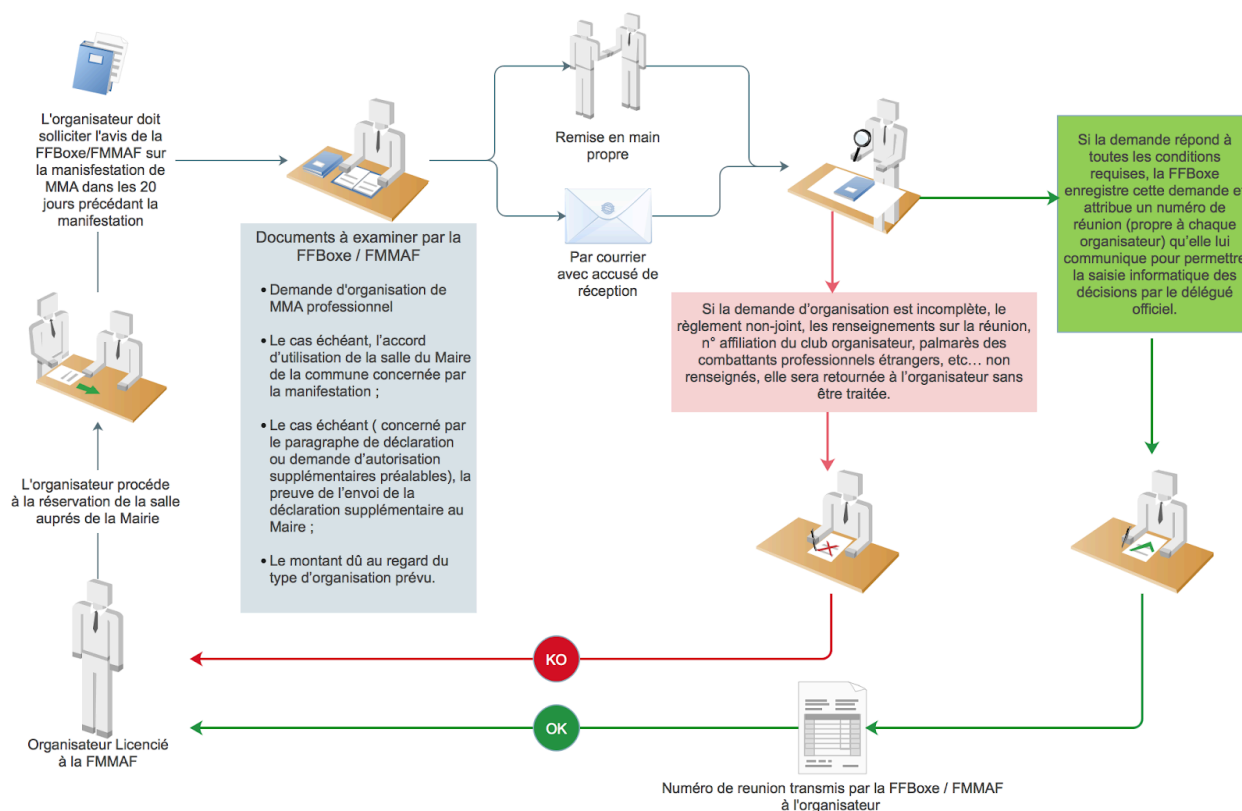 L'organisateur doit
solliciter l'avis de la
FFBoxe/FMMAF sur
la manisfestation de
MMA dans les 20
jours précédant la
manifestation
L'organisateur procéde
à la réservation de la salle
auprés de la Mairie
Organisateur Licencié
à la FMMAF
Documents à examiner par la
FFBoxe / FMMAF
• Demande d'organisation de
MMA professionnel
• Le cas échéant, l'accord
d'utilisation de la salle du Maire
de la commune concernée par
la manifestation ;
• Le cas échéant ( concerné par
le paragraphe de déclaration
ou demande d'autorisation
supplémentaires préalables), la
preuve de l'envoi de la
déclaration supplémentaire au
Maire ;
• Le montant dû au regard du
type d'organisation prévu.
Remise en main
propre
Par courrier
avec accusé de
réception
Si la demande d'organisation est incomplète, le
règlement non-joint, les renseignements sur la réunion,
n° affiliation du club organisateur, palmarès des
combattants professionnels étrangers, etc… non
renseignés, elle sera retournée à l'organisateur sans
être traitée.
Si la demande répond à
toutes les conditions
requises, la FFBoxe
enregistre cette demande et
attribue un numéro de
réunion (propre à chaque
organisateur) qu'elle lui
communique pour permettre
la saisie informatique des
décisions par le délégué
officiel.
KO
OK
Numéro de reunion transmis par la FFBoxe / FMMAF
à l'organisateur